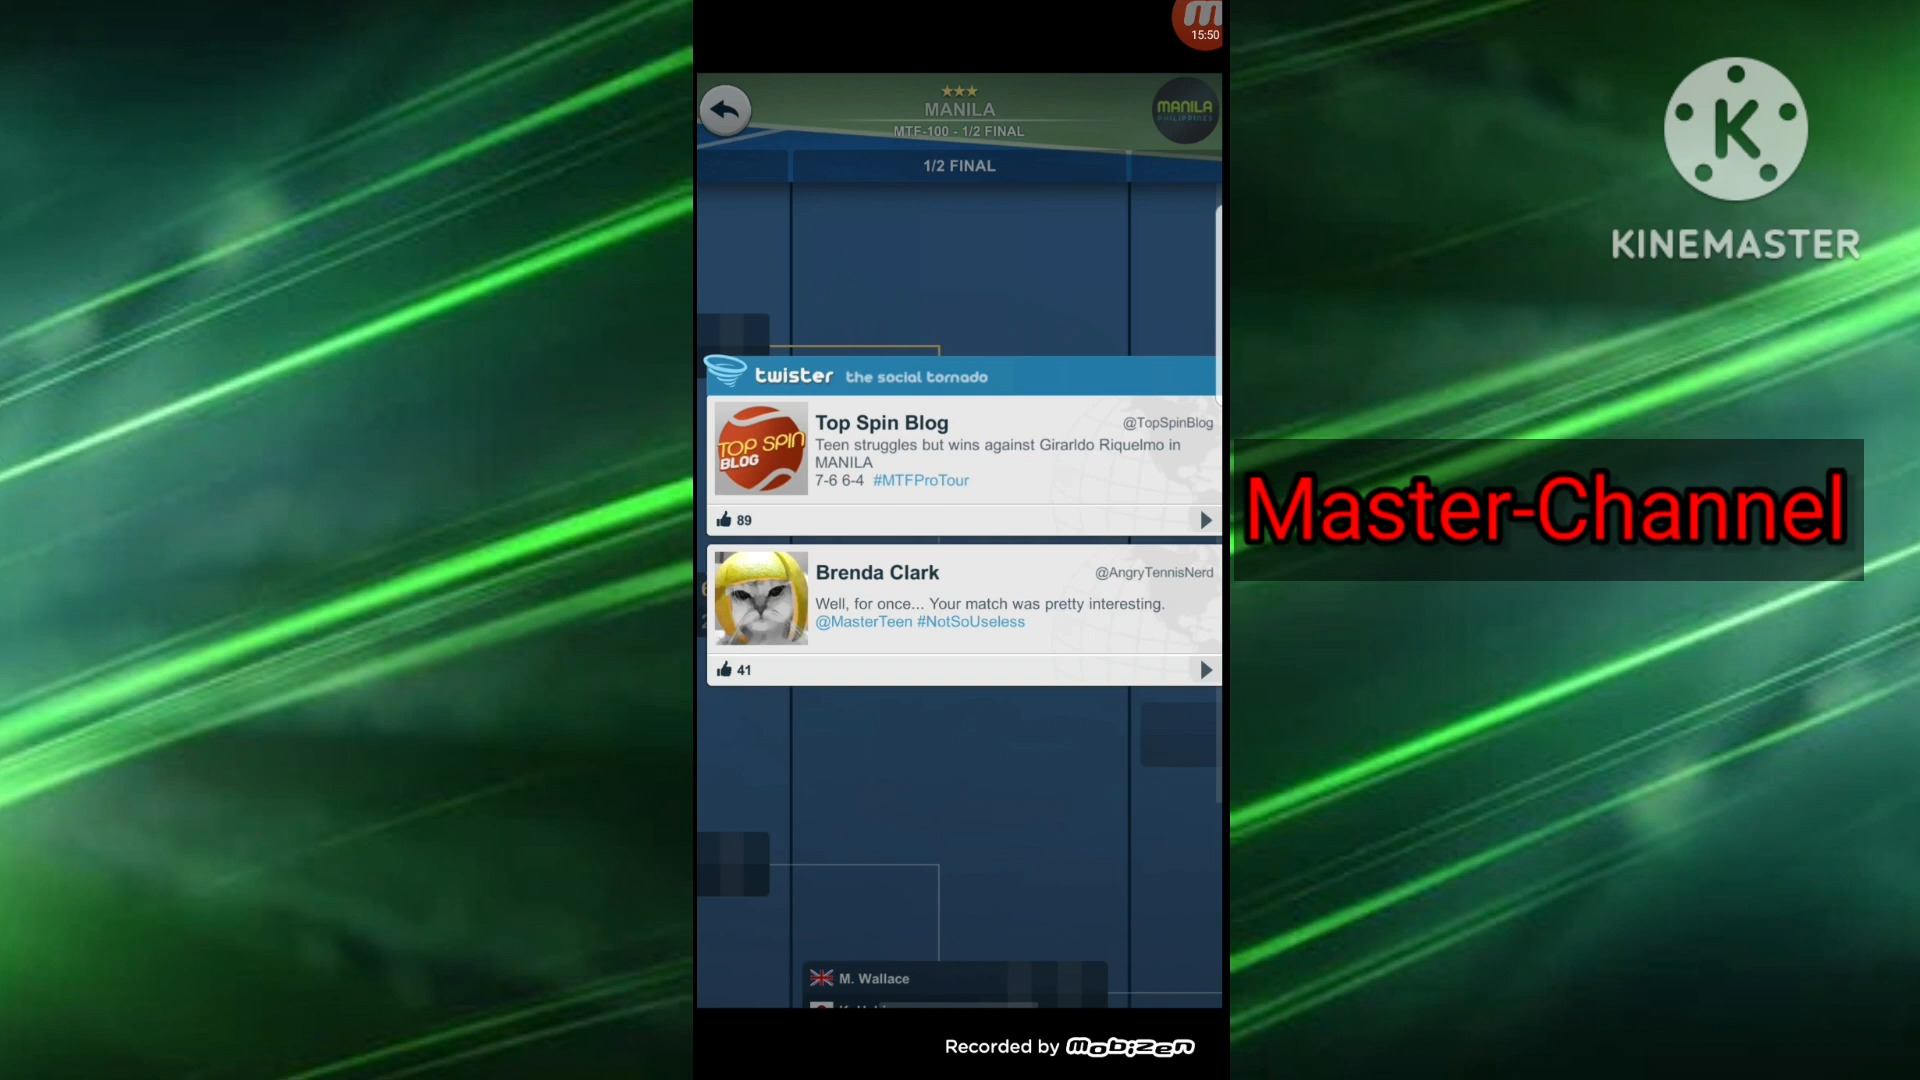 15:50
MANILA
MTF-100 - 1/2 FINAL
MANILA
PHILIPPINES
1/2 FINAL
KINEMASTER
twister the social tornado
TOP SPIN
BLOG
Top Spin Blog @TopSpinBlog
Teen struggles but wins against Girarldo Riquelmo in
MANILA
7-6 6-4 #MTFProTour
89
Brenda Clark @AngryTennisNerd
Well, for once... Your match was pretty interesting.
@MasterTeen #NotSoUseless
41
Master-Channel
M. Wallace
Recorded by mobizen